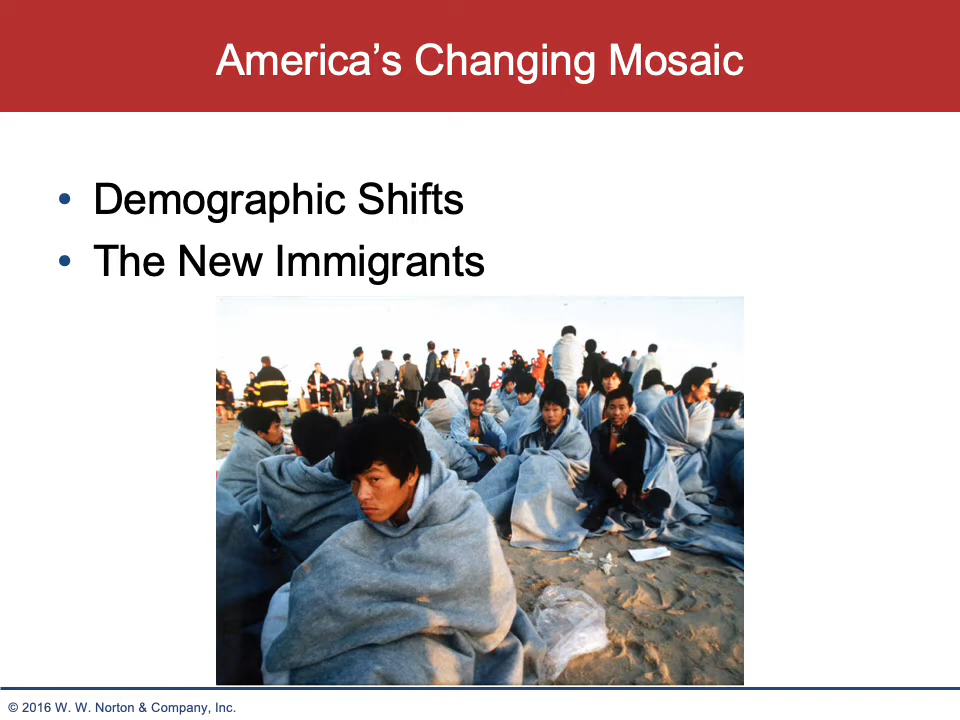 America’s Changing Mosaic
• Demographic Shifts
• The New Immigrants
© 2016 W. W. Norton & Company, Inc.